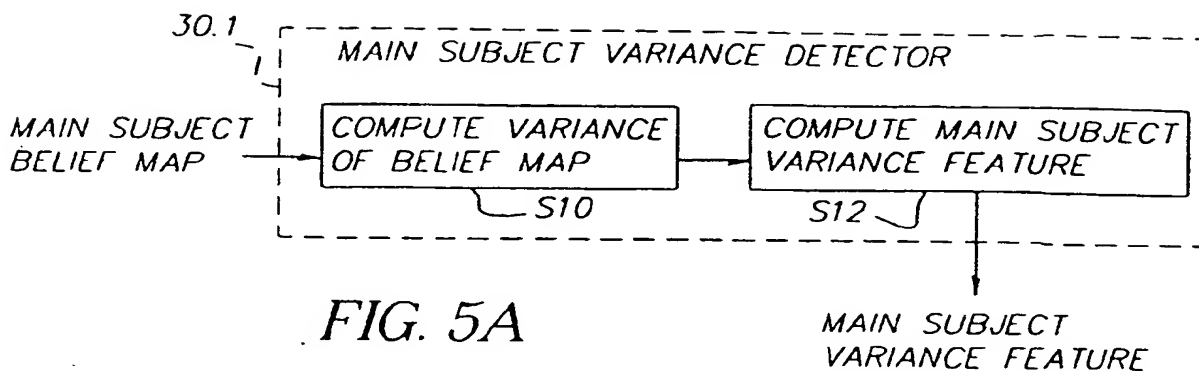 30.1
MAIN SUBJECT VARIANCE DETECTOR
MAIN SUBJECT
BELIEF MAP
COMPUTE VARIANCE
OF BELIEF MAP
S10
COMPUTE MAIN SUBJECT
VARIANCE FEATURE
S12
MAIN SUBJECT
VARIANCE FEATURE
FIG. 5A